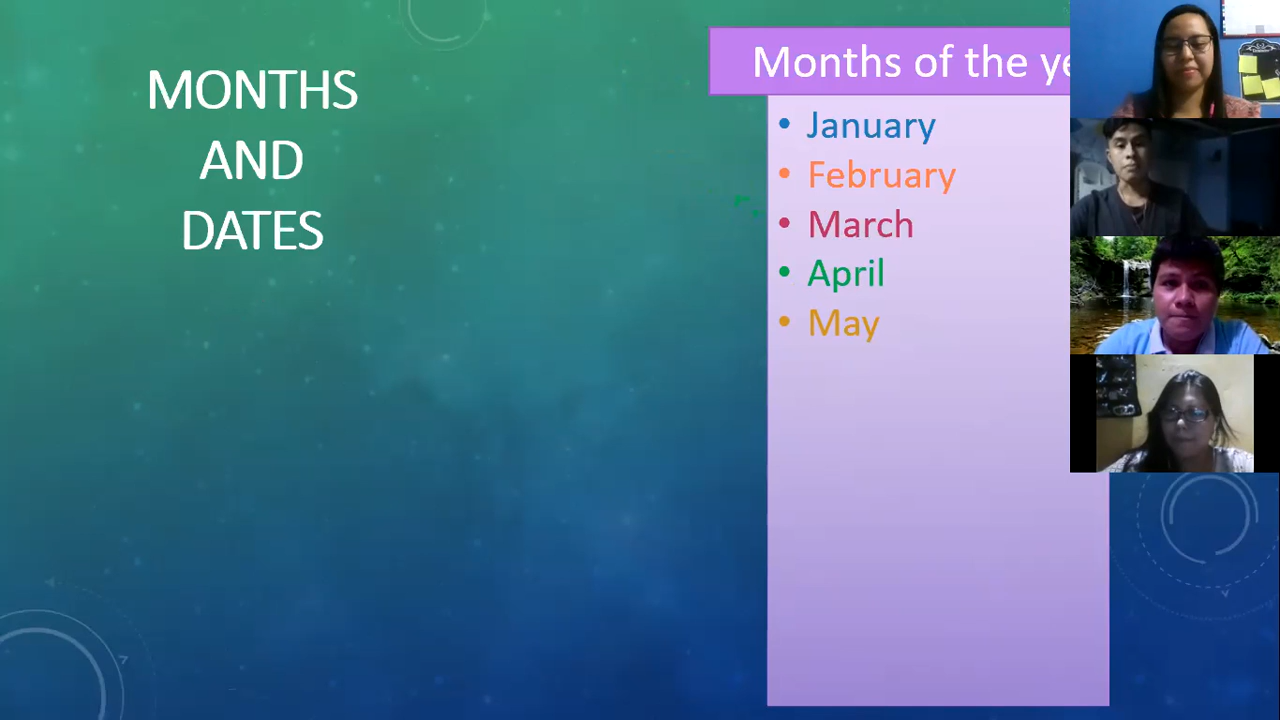 MONTHS
AND
DATES
Months of the ye
• January
• February
• March
• April
• May